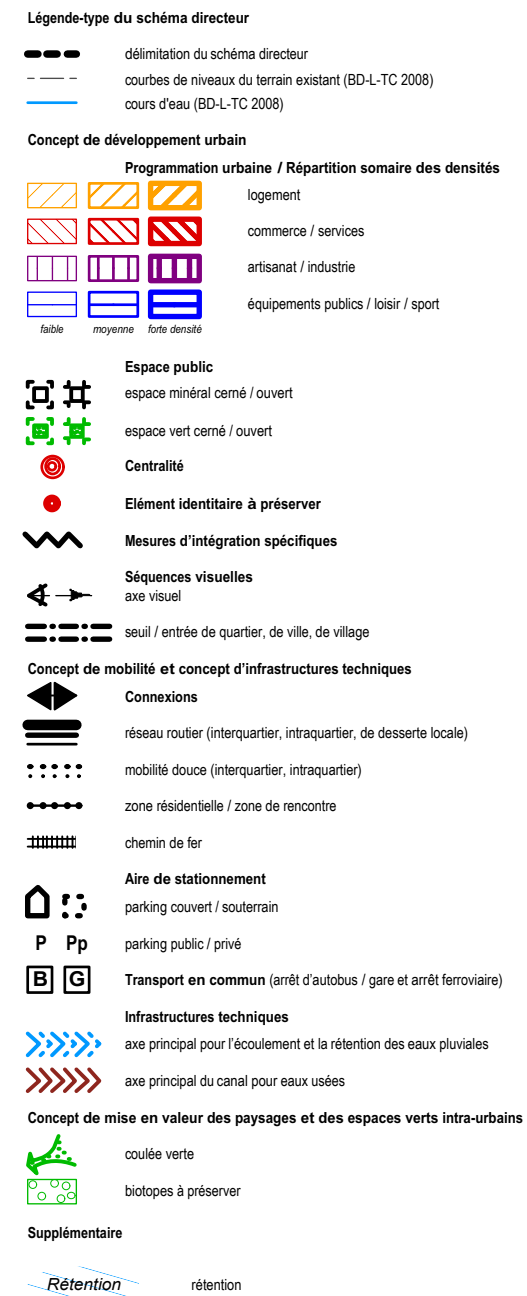 Légende-type du schéma directeur
délimitation du schéma directeur
courbes de niveaux du terrain existant (BD-L-TC 2008)
cours d'eau (BD-L-TC 2008)
Concept de développement urbain
Programmation urbaine / Répartition somaire des densités
logement
commerce / services
artisanat / industrie
équipements publics / loisir / sport
faible moyenne forte densité
Espace public
espace minéral cerné / ouvert
espace vert cerné / ouvert
Centralité
Elément identitaire à préserver
Mesures d'intégration spécifiques
Séquences visuelles
axe visuel
seuil / entrée de quartier, de ville, de village
Concept de mobilité et concept d'infrastructures techniques
Connexions
réseau routier (interquartier, intraquartier, de desserte locale)
mobilité douce (interquartier, intraquartier)
zone résidentielle / zone de rencontre
chemin de fer
Aire de stationnement
parking couvert / souterrain
P Pp parking public / privé
B G Transport en commun (arrêt d'autobus / gare et arrêt ferroviaire)
Infrastructures techniques
axe principal pour l'écoulement et la rétention des eaux pluviales
axe principal du canal pour eaux usées
Concept de mise en valeur des paysages et des espaces verts intra-urbains
coulée verte
biotopes à préserver
Supplémentaire
Rétention rétention